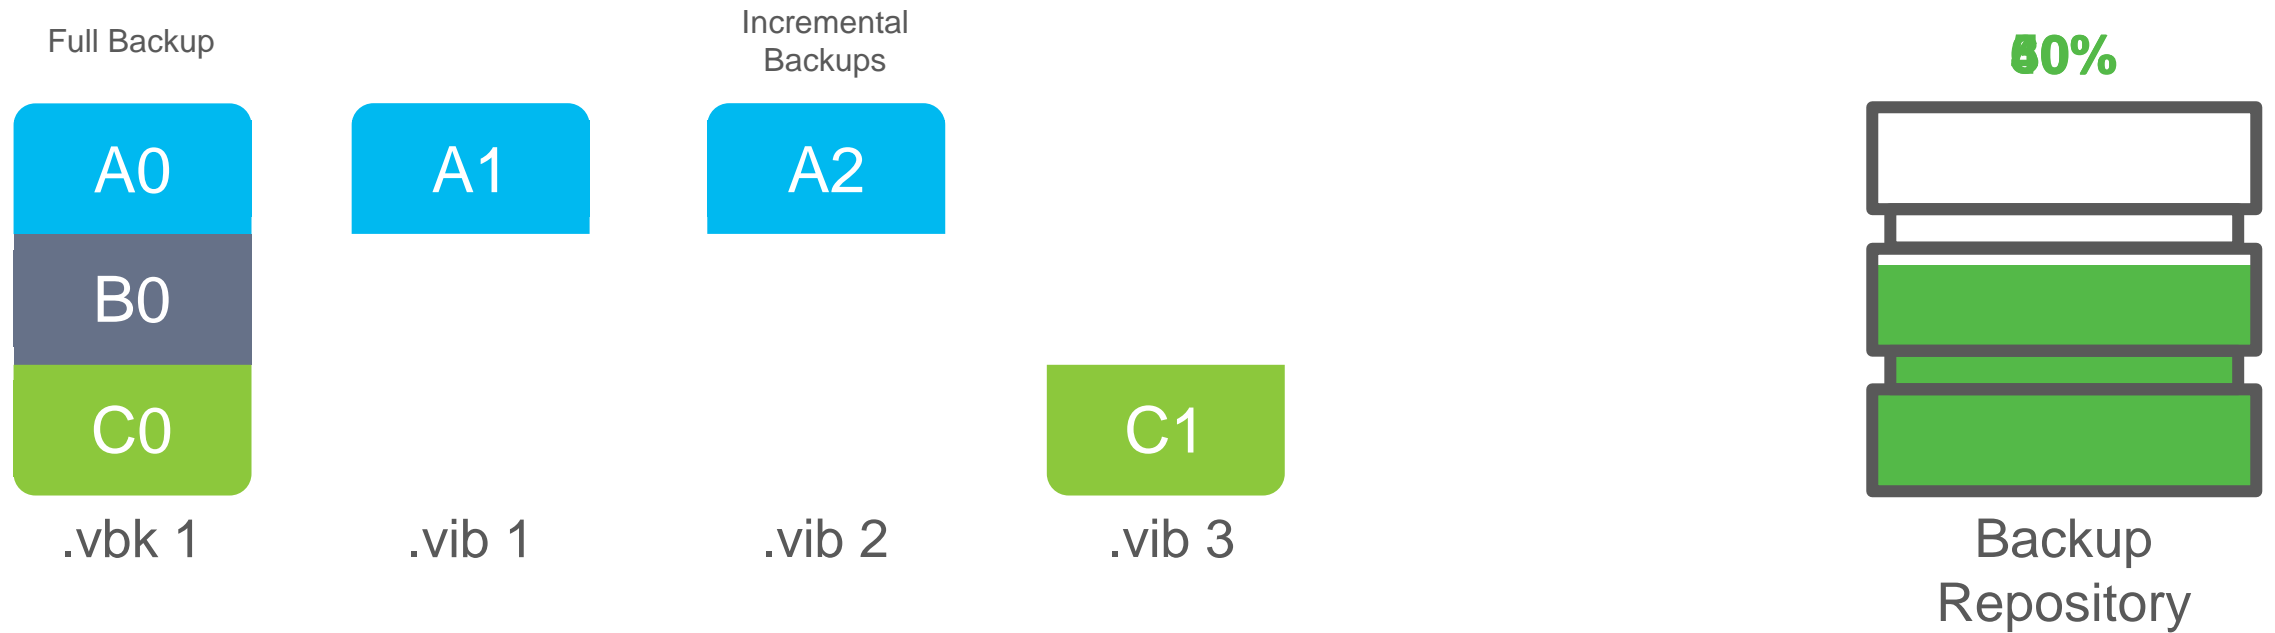 Full Backup
Incremental
Backups
A0
A1
A2
B0
C0
C1
.vbk 1
.vib 1
.vib 2
.vib 3
Backup
Repository